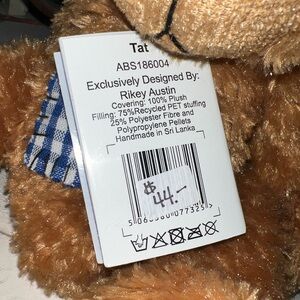 Tat
ABS186004
Exclusively Designed By:
Rikey Austin
Covering: 100% Plush
Filling: 75%Recycled PET stuffing
25% Polyester Fibre and
Polypropylene Pellets
Handmade in Sri Lanka
$44.-